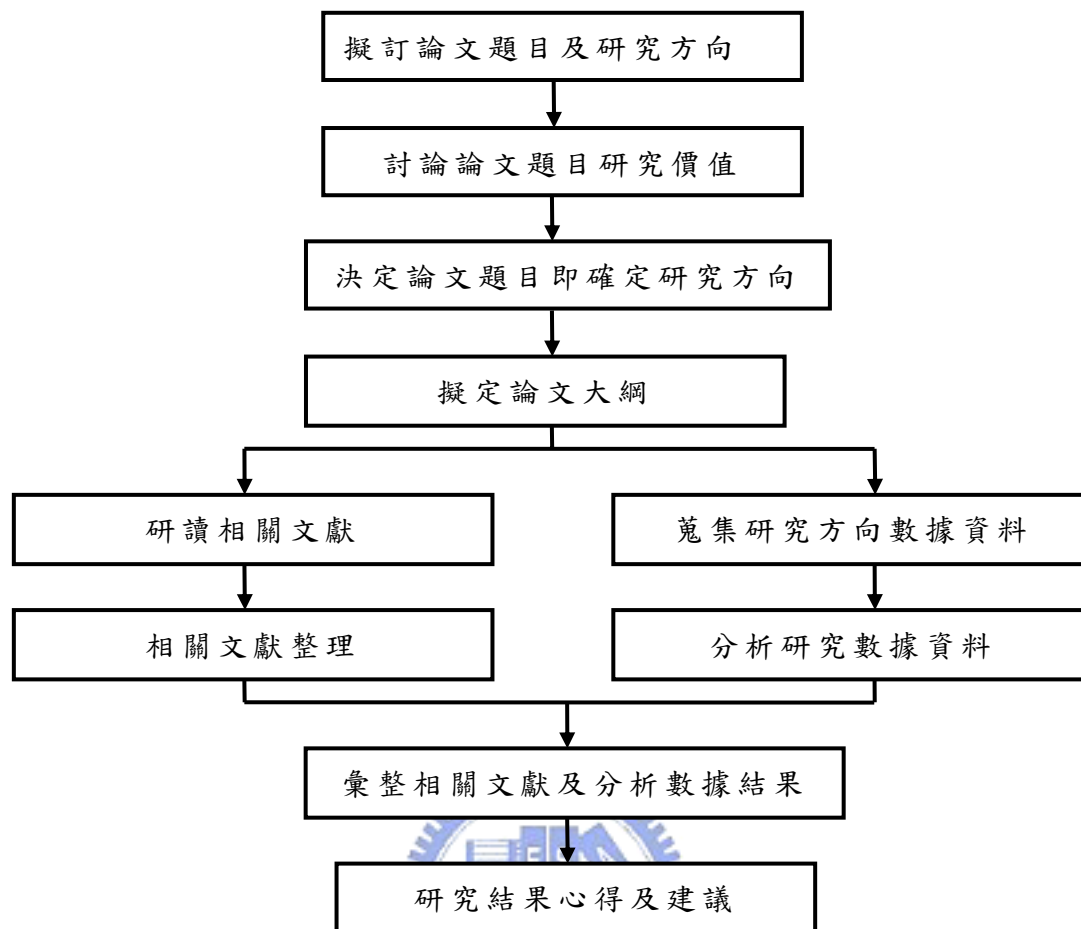 擬訂論文題目及研究方向
討論論文題目研究價值
決定論文題目即確定研究方向
擬定論文大綱
研讀相關文獻
蒐集研究方向數據資料
相關文獻整理
分析研究數據資料
彙整相關文獻及分析數據結果
研究結果心得及建議